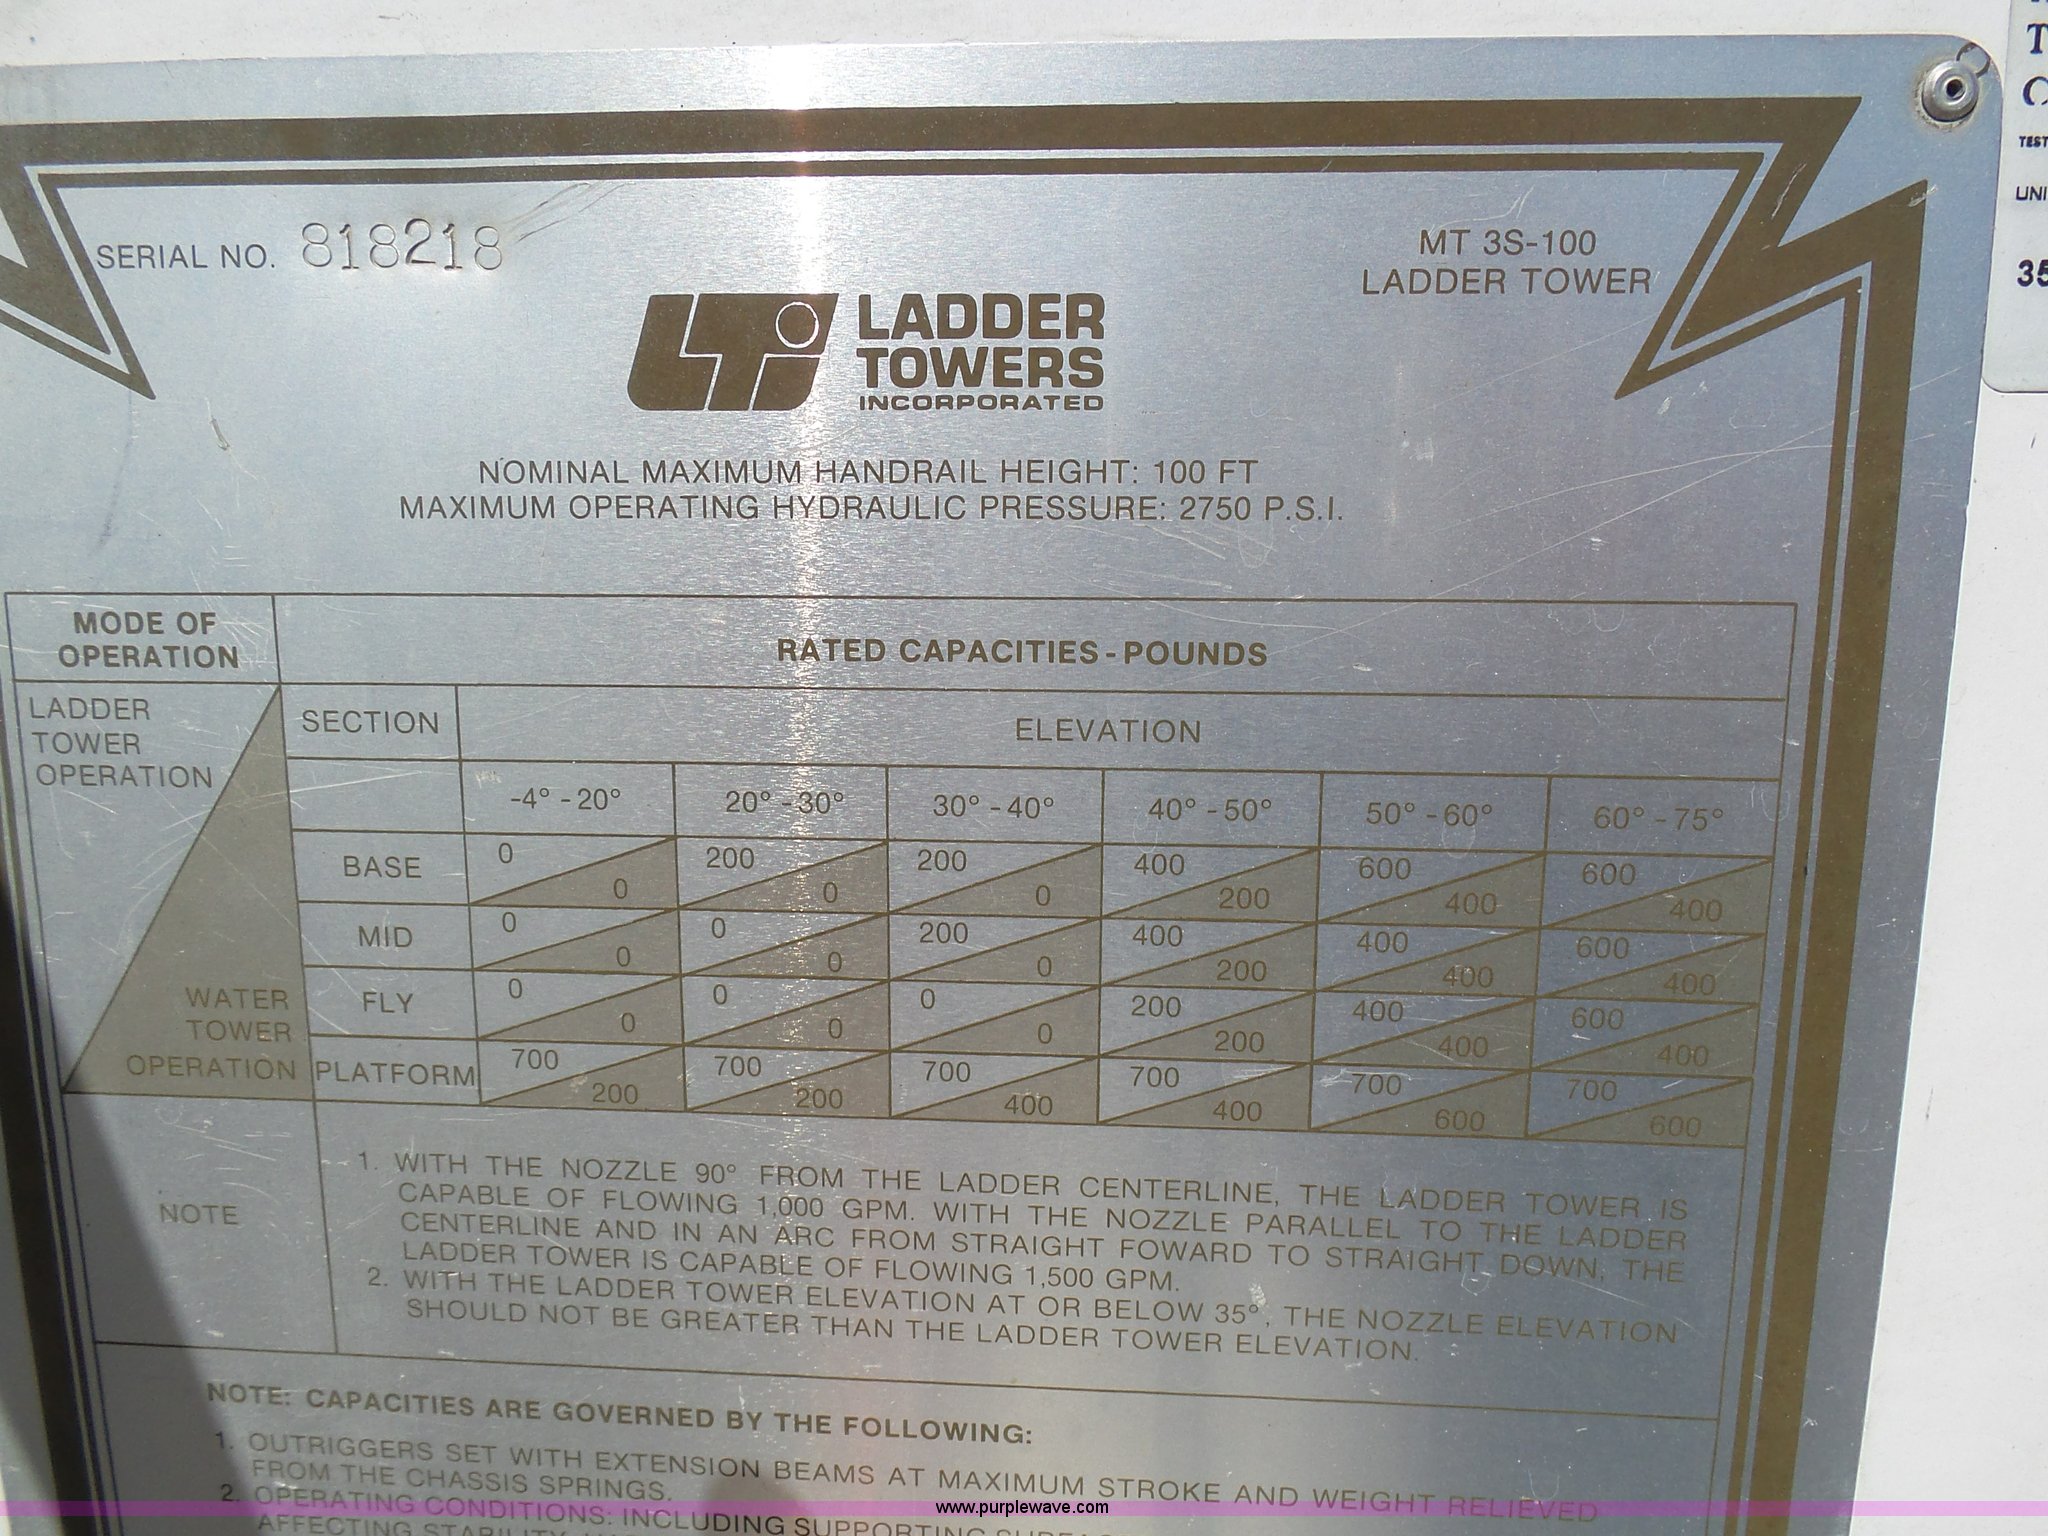 SERIAL NO. 818218
MT 3S-100
LADDER TOWER
LTI LADDER
TOWERS
INCORPORATED
NOMINAL MAXIMUM HANDRAIL HEIGHT: 100 FT
MAXIMUM OPERATING HYDRAULIC PRESSURE: 2750 P.S.I.
MODE OF
OPERATION
RATED CAPACITIES-POUNDS
LADDER
TOWER
OPERATION
WATER
TOWER
OPERATION
SECTION ELEVATION
-4° -20° 20° -30° 30° -40° 40° -50° 50° -60° 60° -75°
BASE 0 0 200 0 200 0 400 200 600 400 600 400
MID 0 0 0 0 200 0 400 200 400 400 600 400
FLY 0 0 0 0 0 0 200 200 400 400 600 400
PLATFORM 700 200 700 200 700 400 700 400 700 600 700 600
NOTE
1. WITH THE NOZZLE 90° FROM THE LADDER CENTERLINE, THE LADDER TOWER IS
CAPABLE OF FLOWING 1,000 GPM. WITH THE NOZZLE PARALLEL TO THE LADDER
CENTERLINE AND IN AN ARC FROM STRAIGHT FOWARD TO STRAIGHT DOWN, THE
LADDER TOWER IS CAPABLE OF FLOWING 1,500 GPM.
2. WITH THE LADDER TOWER ELEVATION AT OR BELOW 35°, THE NOZZLE ELEVATION
SHOULD NOT BE GREATER THAN THE LADDER TOWER ELEVATION.
NOTE: CAPACITIES ARE GOVERNED BY THE FOLLOWING:
1. OUTRIGGERS SET WITH EXTENSION BEAMS AT MAXIMUM STROKE AND WEIGHT RELIEVED
FROM THE CHASSIS SPRINGS.
2. OPERATING CONDITIONS: INCLUDING SUPPORTING
AFFECTING STABILITY
www.purplewave.com
TEST
UNI
35